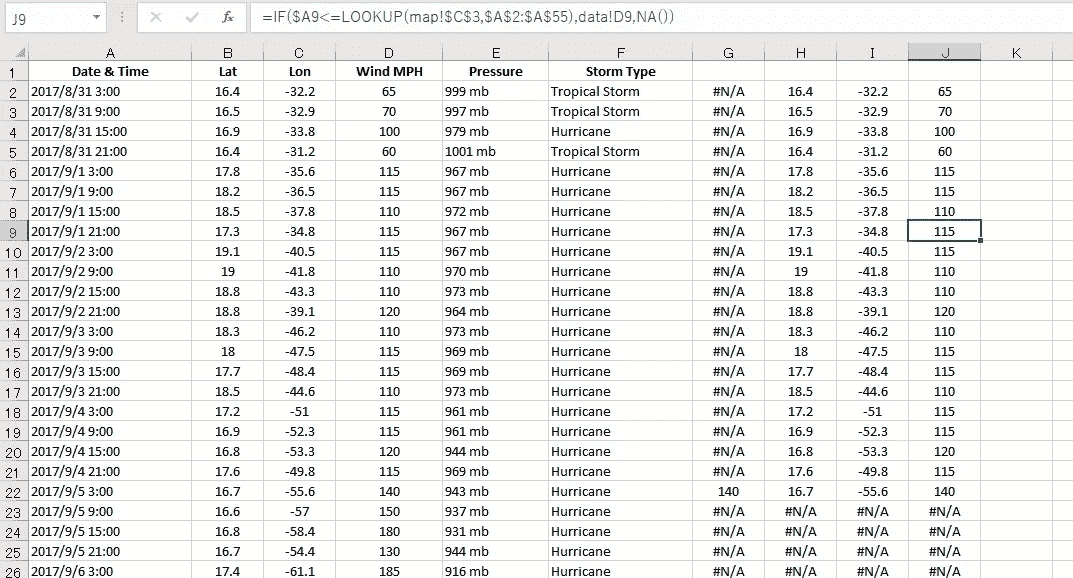 J9 fx =IF($A9<=LOOKUP(map!$C$3,$A$2:$A$55),data!D9,NA())
A B C D E F G H I J K
1 Date & Time Lat Lon Wind MPH Pressure Storm Type
2 2017/8/31 3:00 16.4 -32.2 65 999 mb Tropical Storm #N/A 16.4 -32.2 65
3 2017/8/31 9:00 16.5 -32.9 70 997 mb Tropical Storm #N/A 16.5 -32.9 70
4 2017/8/31 15:00 16.9 -33.8 100 979 mb Hurricane #N/A 16.9 -33.8 100
5 2017/8/31 21:00 16.4 -31.2 60 1001 mb Tropical Storm #N/A 16.4 -31.2 60
6 2017/9/1 3:00 17.8 -35.6 115 967 mb Hurricane #N/A 17.8 -35.6 115
7 2017/9/1 9:00 18.2 -36.5 115 967 mb Hurricane #N/A 18.2 -36.5 115
8 2017/9/1 15:00 18.5 -37.8 110 972 mb Hurricane #N/A 18.5 -37.8 110
9 2017/9/1 21:00 17.3 -34.8 115 967 mb Hurricane #N/A 17.3 -34.8 115
10 2017/9/2 3:00 19.1 -40.5 115 967 mb Hurricane #N/A 19.1 -40.5 115
11 2017/9/2 9:00 19 -41.8 110 970 mb Hurricane #N/A 19 -41.8 110
12 2017/9/2 15:00 18.8 -43.3 110 973 mb Hurricane #N/A 18.8 -43.3 110
13 2017/9/2 21:00 18.8 -39.1 120 964 mb Hurricane #N/A 18.8 -39.1 120
14 2017/9/3 3:00 18.3 -46.2 110 973 mb Hurricane #N/A 18.3 -46.2 110
15 2017/9/3 9:00 18 -47.5 115 969 mb Hurricane #N/A 18 -47.5 115
16 2017/9/3 15:00 17.7 -48.4 115 969 mb Hurricane #N/A 17.7 -48.4 115
17 2017/9/3 21:00 18.5 -44.6 110 973 mb Hurricane #N/A 18.5 -44.6 110
18 2017/9/4 3:00 17.2 -51 115 961 mb Hurricane #N/A 17.2 -51 115
19 2017/9/4 9:00 16.9 -52.3 115 961 mb Hurricane #N/A 16.9 -52.3 115
20 2017/9/4 15:00 16.8 -53.3 120 944 mb Hurricane #N/A 16.8 -53.3 120
21 2017/9/4 21:00 17.6 -49.8 115 969 mb Hurricane #N/A 17.6 -49.8 115
22 2017/9/5 3:00 16.7 -55.6 140 943 mb Hurricane 140 16.7 -55.6 140
23 2017/9/5 9:00 16.6 -57 150 937 mb Hurricane #N/A #N/A #N/A #N/A
24 2017/9/5 15:00 16.8 -58.4 180 931 mb Hurricane #N/A #N/A #N/A #N/A
25 2017/9/5 21:00 16.7 -54.4 130 944 mb Hurricane #N/A #N/A #N/A #N/A
26 2017/9/6 3:00 17.4 -61.1 185 916 mb Hurricane #N/A #N/A #N/A #N/A